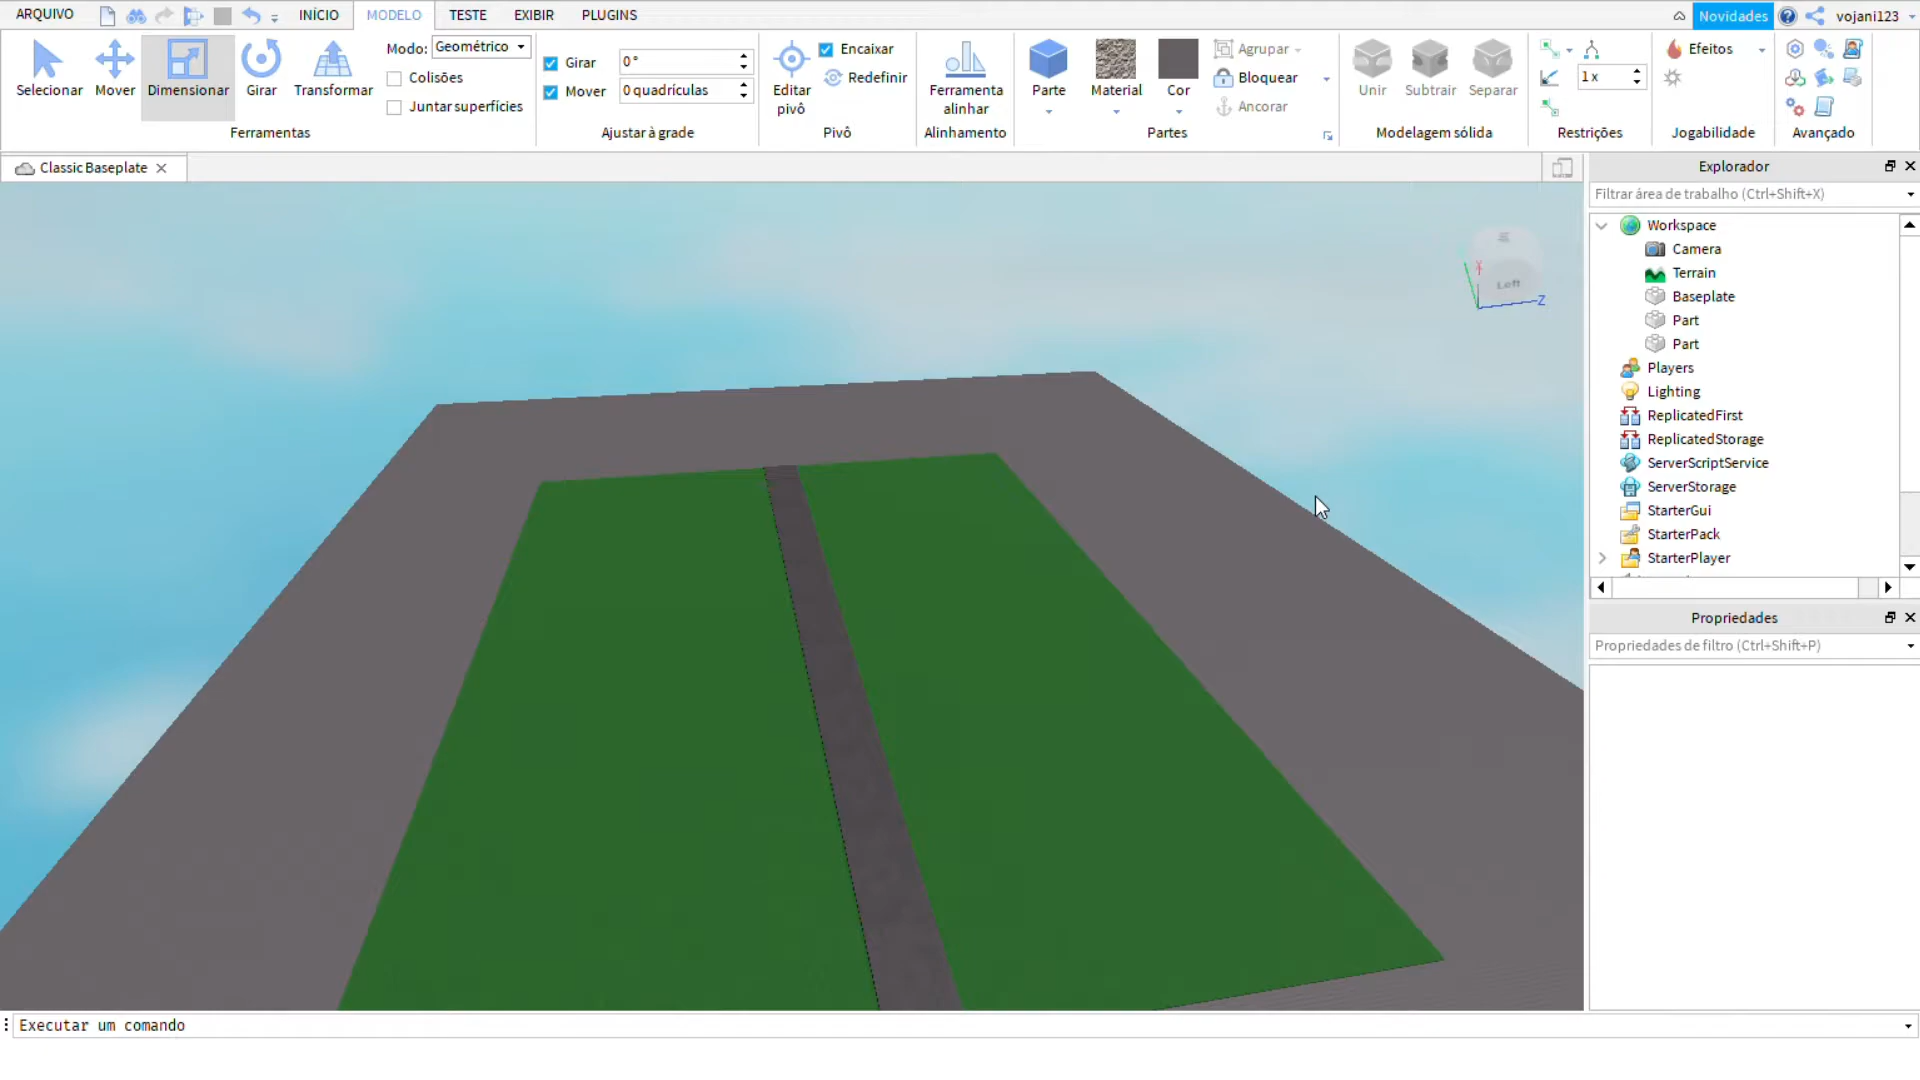 ARQUIVO INÍCIO MODELO TESTE EXIBIR PLUGINS Novidades vojani123
Selecionar Mover Dimensionar Girar Transformar
Modo: Geométrico
Colisões
Juntar superfícies
Ferramentas
Girar 0°
Mover 0 quadrículas
Ajustar à grade
Editar pivô
Encaixar
Redefinir
Pivô
Ferramenta alinhar
Alinhamento
Parte Material Cor
Agrupar
Bloquear
Ancorar
Partes
Unir Subtrair Separar
Modelagem sólida
1 x
Restrições
Efeitos
Jogabilidade
Avançado
Classic Baseplate
Explorador
Filtrar área de trabalho (Ctrl+Shift+X)
Workspace
Camera
Terrain
Baseplate
Part
Part
Players
Lighting
ReplicatedFirst
ReplicatedStorage
ServerScriptService
ServerStorage
StarterGui
StarterPack
StarterPlayer
Left
Z
Propriedades
Propriedades de filtro (Ctrl+Shift+P)
Executar um comando